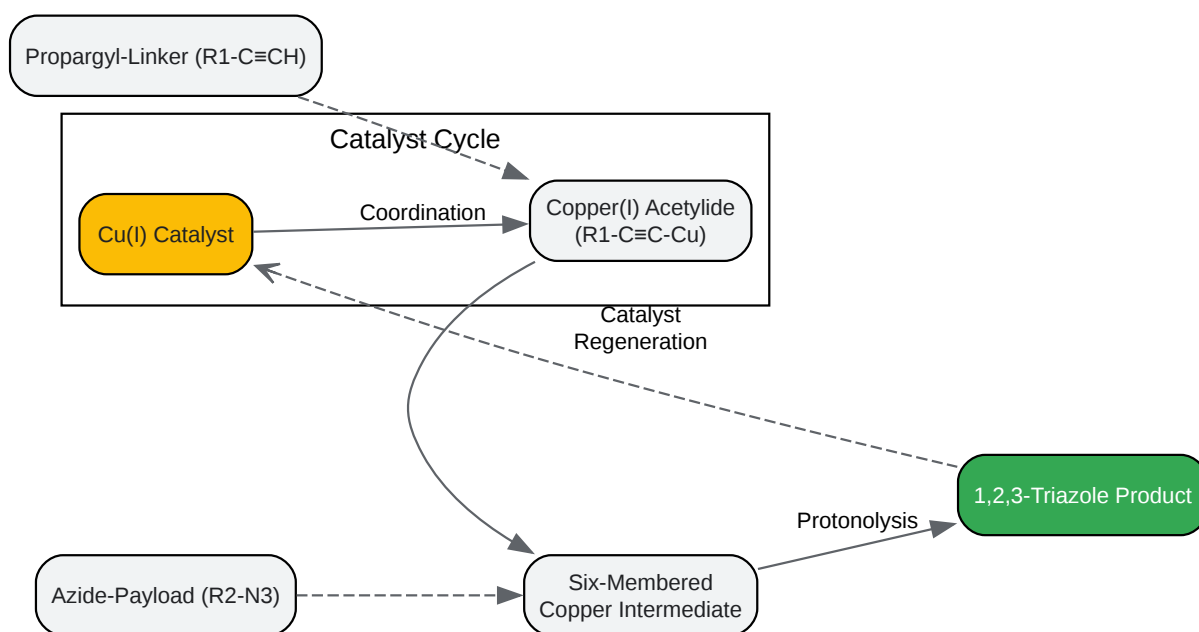 Propargyl-Linker (R1-C≡CH)
Catalyst Cycle
Cu(I) Catalyst
Coordination
Copper(I) Acetylide
(R1-C≡C-Cu)
Catalyst
Regeneration
1,2,3-Triazole Product
Protonolysis
Azide-Payload (R2-N3)
Six-Membered
Copper Intermediate